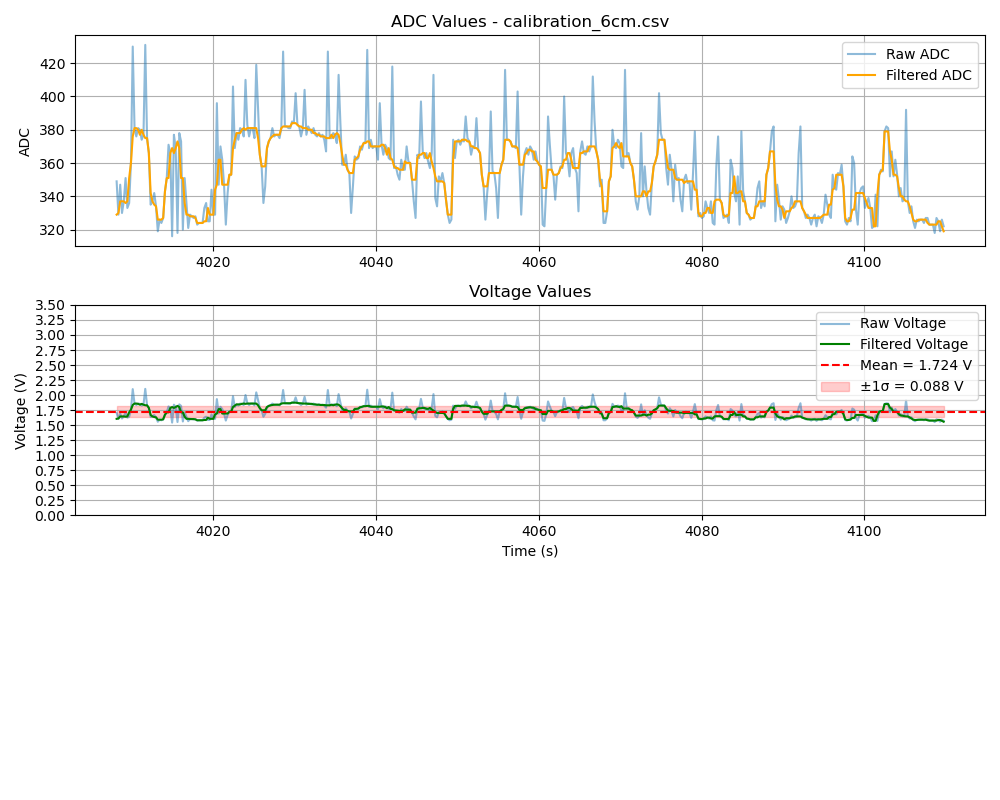 ADC Values - calibration_6cm.csv
420
400
380
360
340
320
ADC
Raw ADC
Filtered ADC
4020 4040 4060 4080 4100
Voltage Values
3.50
3.25
3.00
2.75
2.50
2.25
2.00
1.75
1.50
1.25
1.00
0.75
0.50
0.25
0.00
Voltage (V)
Raw Voltage
Filtered Voltage
Mean = 1.724 V
±1σ = 0.088 V
4020 4040 4060 4080 4100
Time (s)